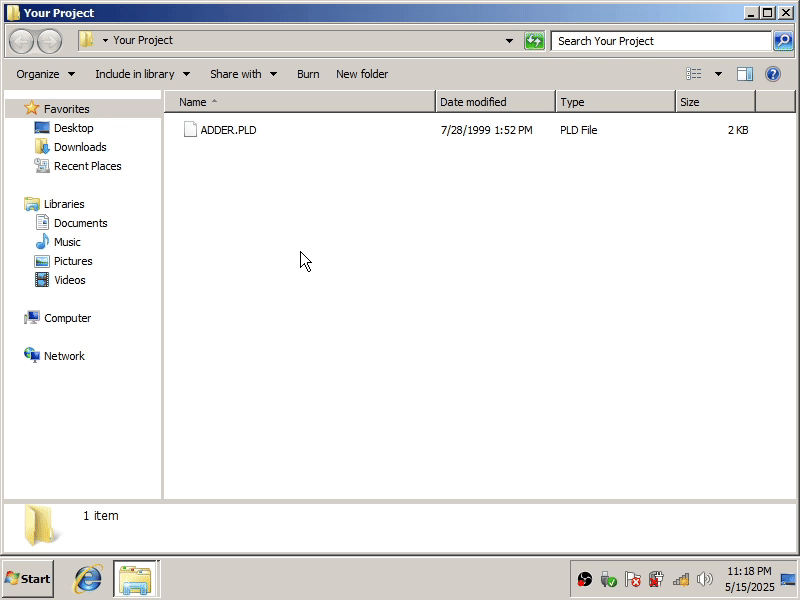 Your Project
Your Project
Search Your Project
Organize Include in library Share with Burn New folder
Name Date modified Type Size
ADDER.PLD 7/28/1999 1:52 PM PLD File 2 KB
Favorites
Desktop
Downloads
Recent Places
Libraries
Documents
Music
Pictures
Videos
Computer
Network
1 item
Start
11:18 PM
5/15/2025